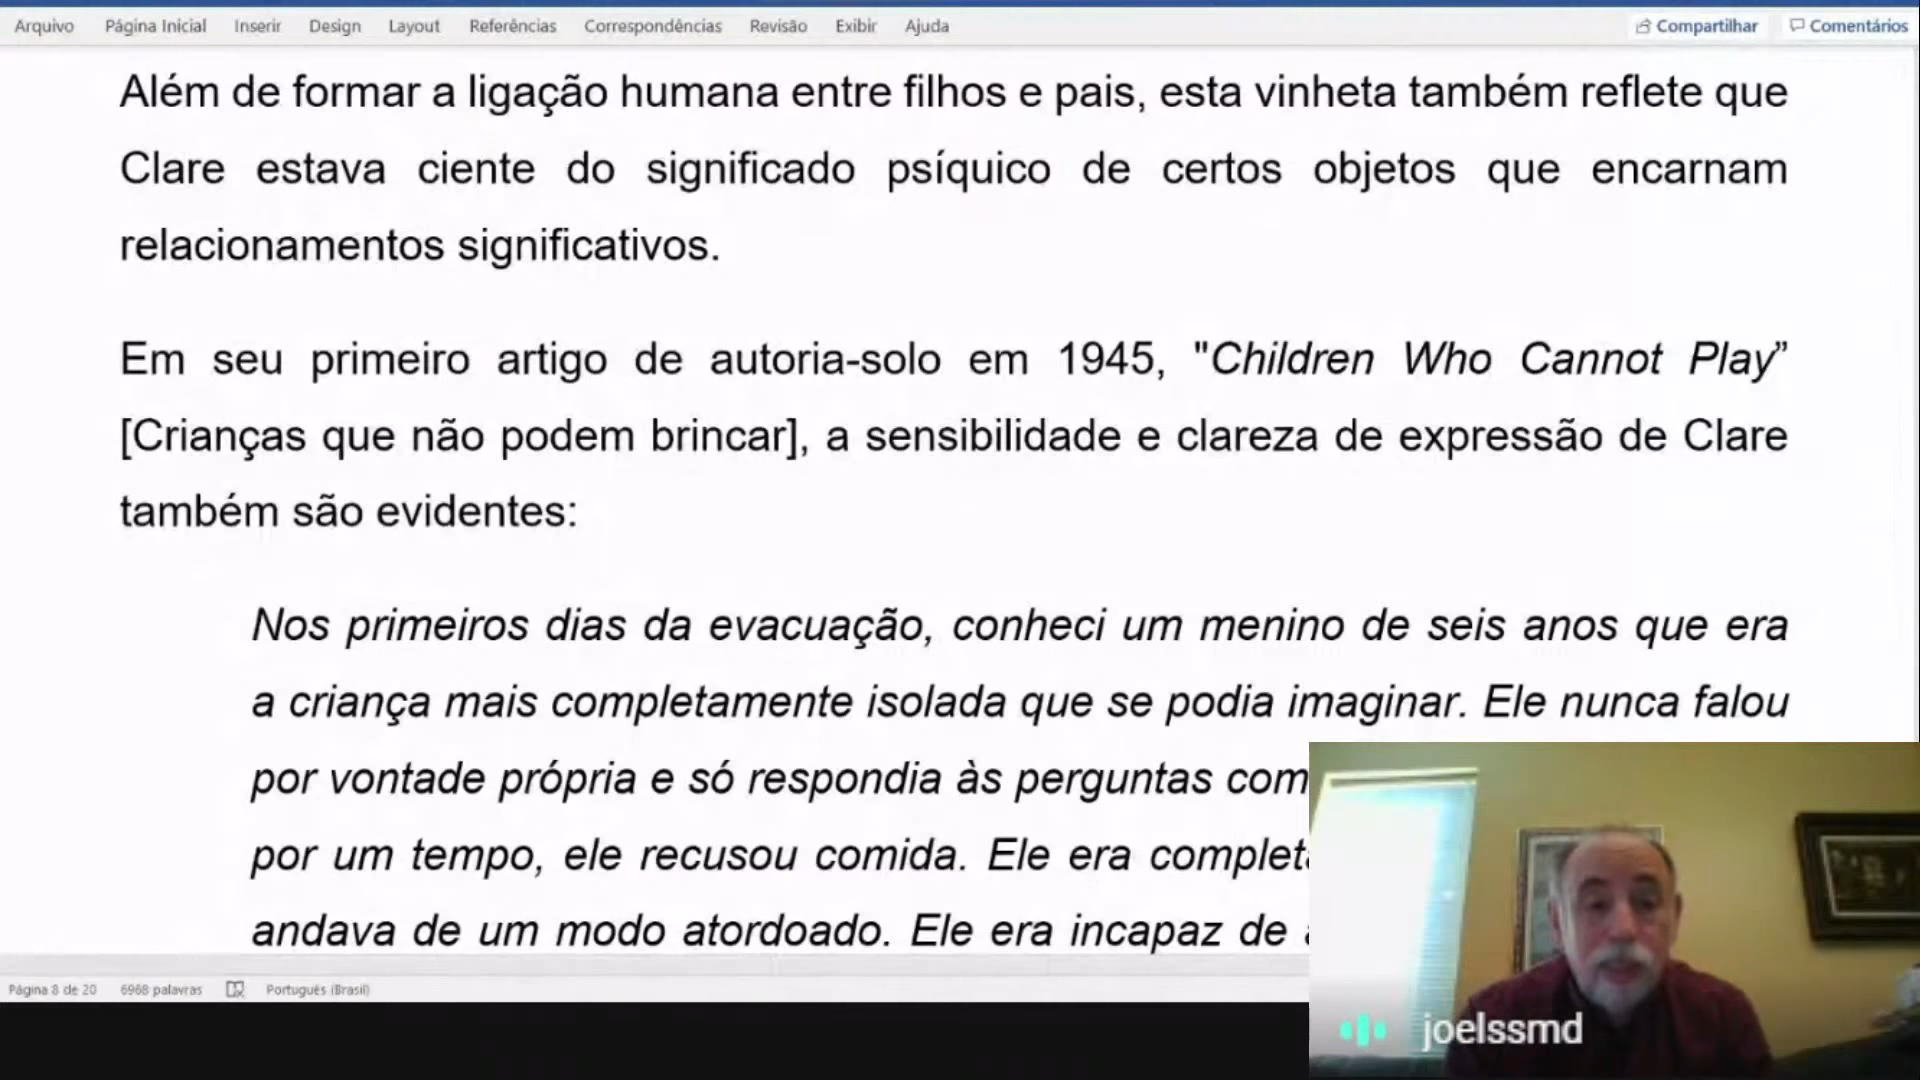 Arquivo Página Inicial Inserir Design Layout Referências Correspondências Revisão Exibir Ajuda Compartilhar Comentários
Além de formar a ligação humana entre filhos e pais, esta vinheta também reflete que
Clare estava ciente do significado psíquico de certos objetos que encarnam
relacionamentos significativos.
Em seu primeiro artigo de autoria-solo em 1945, "Children Who Cannot Play”
[Crianças que não podem brincar], a sensibilidade e clareza de expressão de Clare
também são evidentes:
Nos primeiros dias da evacuação, conheci um menino de seis anos que era
a criança mais completamente isolada que se podia imaginar. Ele nunca falou
por vontade própria e só respondia às perguntas com
por um tempo, ele recusou comida. Ele era
andava de um modo atordoado. Ele era incapaz de
Página 8 de 20 6968 palavras Português (Brasil)
joelssmd